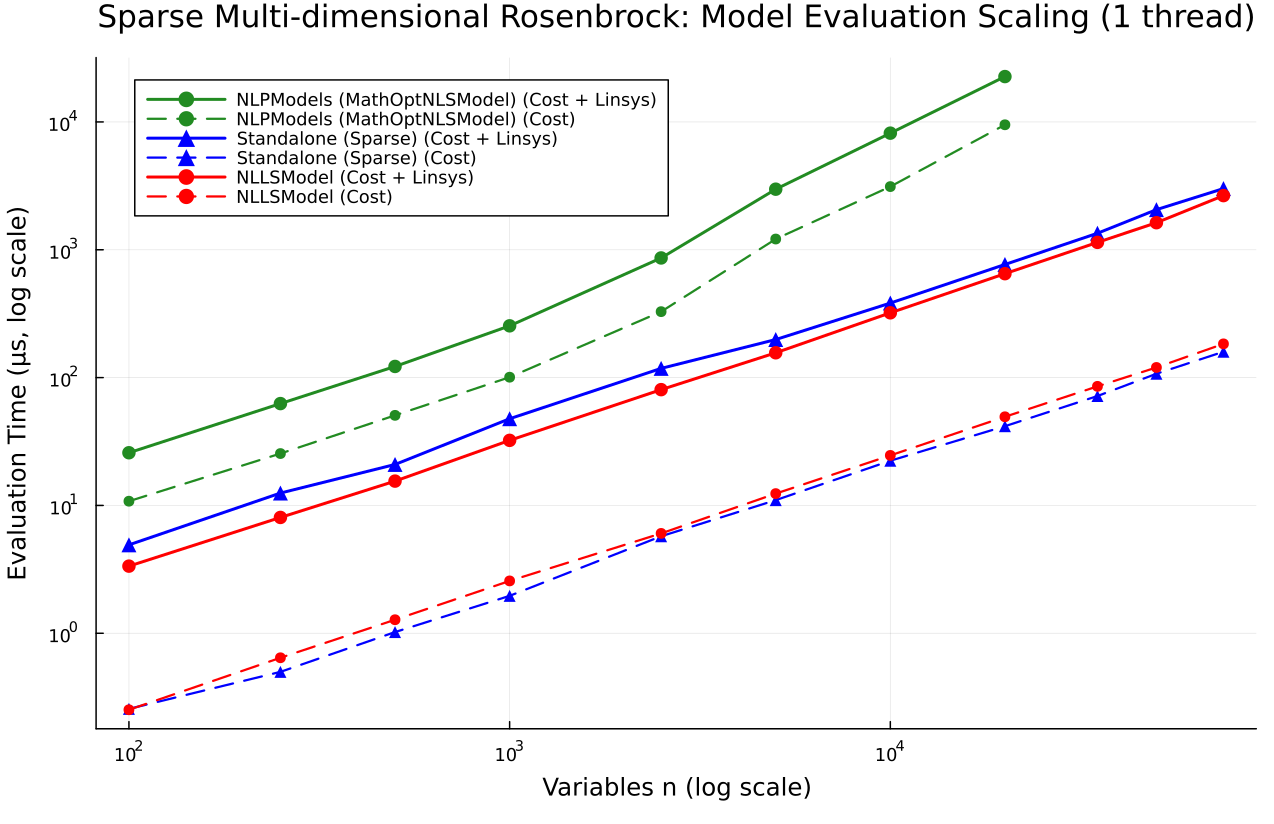 Sparse Multi-dimensional Rosenbrock: Model Evaluation Scaling (1 thread)
NLPModels (MathOptNLSModel) (Cost + Linsys)
NLPModels (MathOptNLSModel) (Cost)
Standalone (Sparse) (Cost + Linsys)
Standalone (Sparse) (Cost)
NLLSModel (Cost + Linsys)
NLLSModel (Cost)
Evaluation Time (μs, log scale)
10⁴
10³
10²
10¹
10⁰
10²
10³
10⁴
Variables n (log scale)